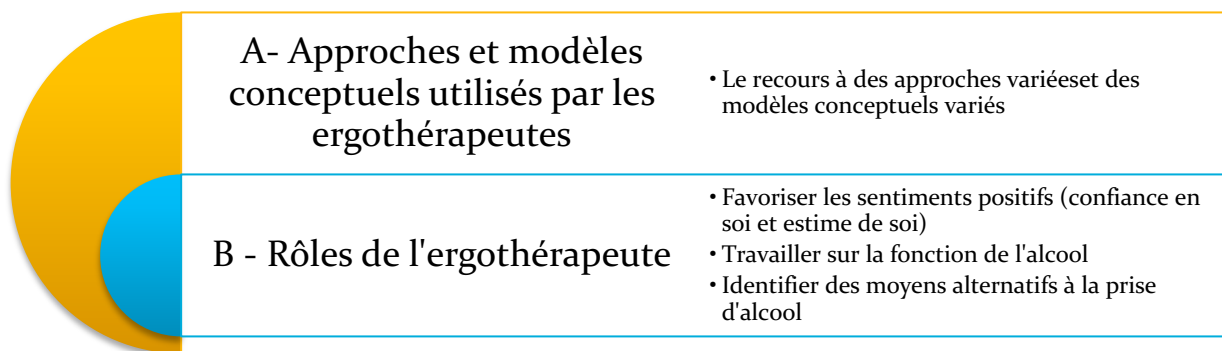 A- Approches et modèles
conceptuels utilisés par les
ergothérapeutes
• Le recours à des approches variéeset des
modèles conceptuels variés
B - Rôles de l'ergothérapeute
• Favoriser les sentiments positifs (confiance en
soi et estime de soi)
• Travailler sur la fonction de l'alcool
• Identifier des moyens alternatifs à la prise
d'alcool